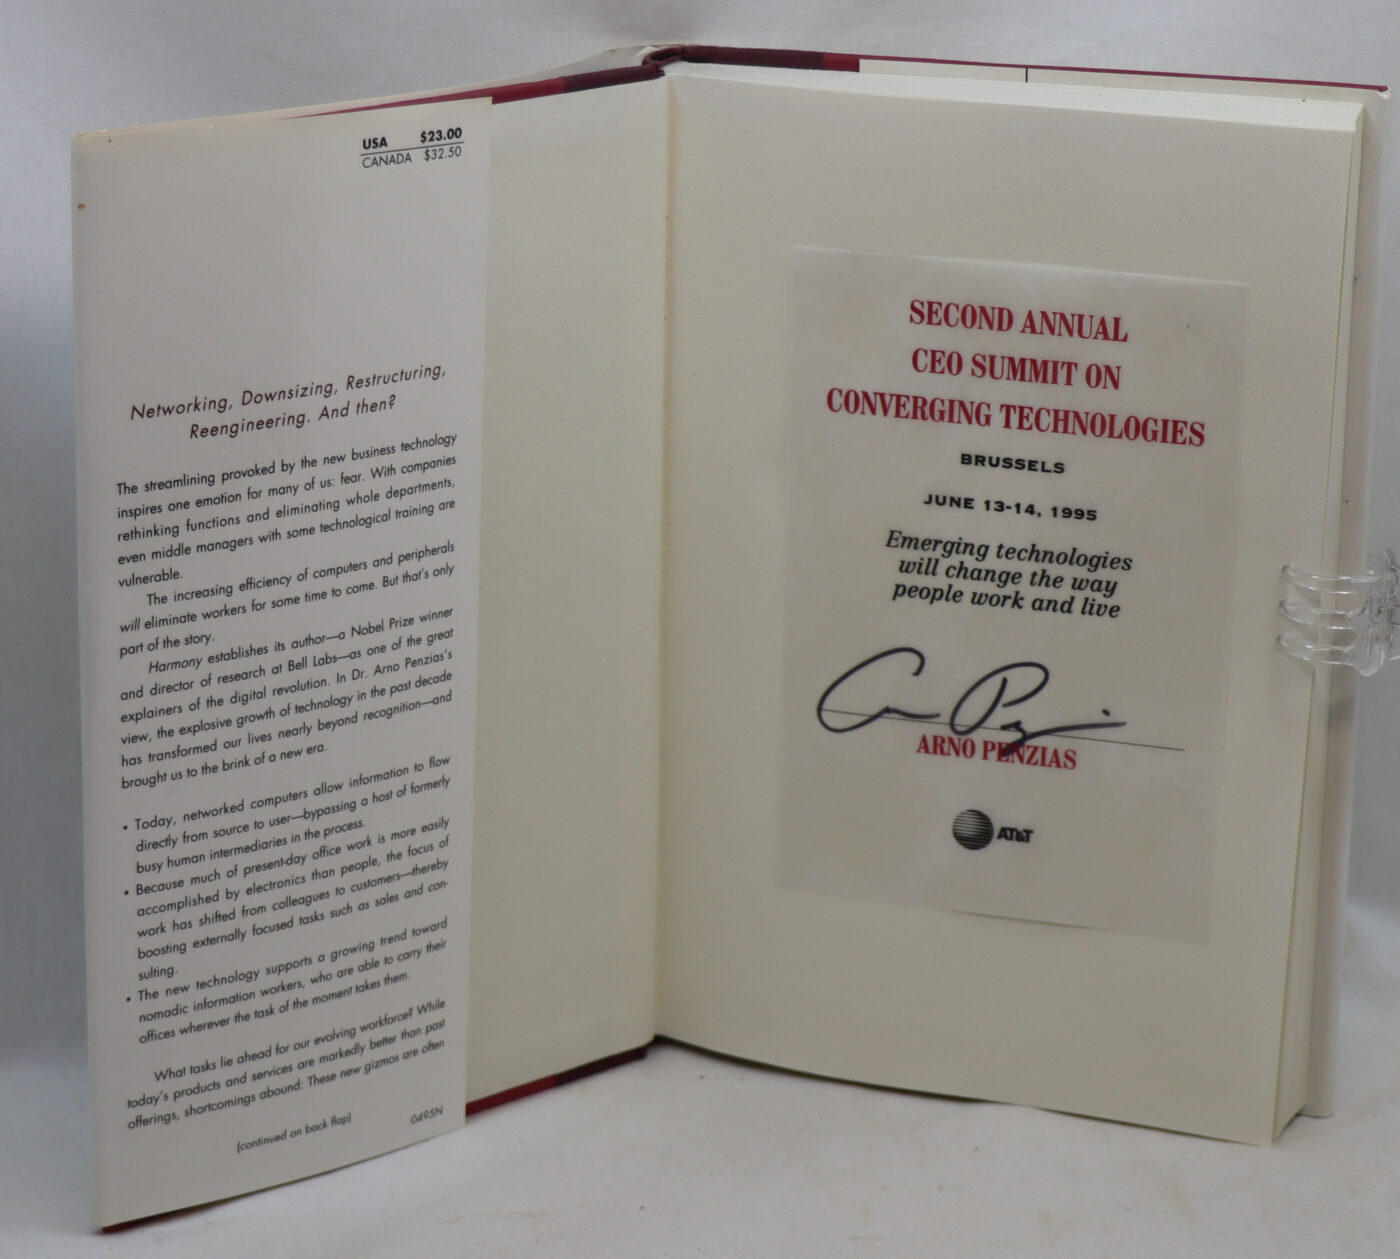 USA $23.00
CANADA $32.50
Networking, Downsizing, Restructuring,
Reengineering. And then?
The streamlining provoked by the new business technology
inspires one emotion for many of us: fear. With companies
rethinking functions and eliminating whole departments,
even middle managers with some technological training are
vulnerable.
The increasing efficiency of computers and peripherals
will eliminate workers for some time to come. But that's only
part of the story.
Harmony establishes its author—a Nobel Prize winner
and director of research at Bell Labs—as one of the great
explainers of the digital revolution. In Dr. Arno Penzias's
view, the explosive growth of technology in the past decade
has transformed our lives nearly beyond recognition—and
brought us to the brink of a new era.
• Today, networked computers allow information to flow
directly from source to user—bypassing a host of formerly
busy human intermediaries in the process.
• Because much of present-day office work is more easily
accomplished by electronics than people, the focus of
work has shifted from colleagues to customers—thereby
boosting externally focused tasks such as sales and con-
sulting.
• The new technology supports a growing trend toward
nomadic information workers, who are able to carry their
offices wherever the task of the moment takes them.
What tasks lie ahead for our evolving workforce? While
today's products and services are markedly better than past
offerings, shortcomings abound: These new gizmos are often
(continued on back flap)
0495N
SECOND ANNUAL
CEO SUMMIT ON
CONVERGING TECHNOLOGIES
BRUSSELS
JUNE 13-14, 1995
Emerging technologies
will change the way
people work and live
Arno Penzias
ARNO PENZIAS
AT&T